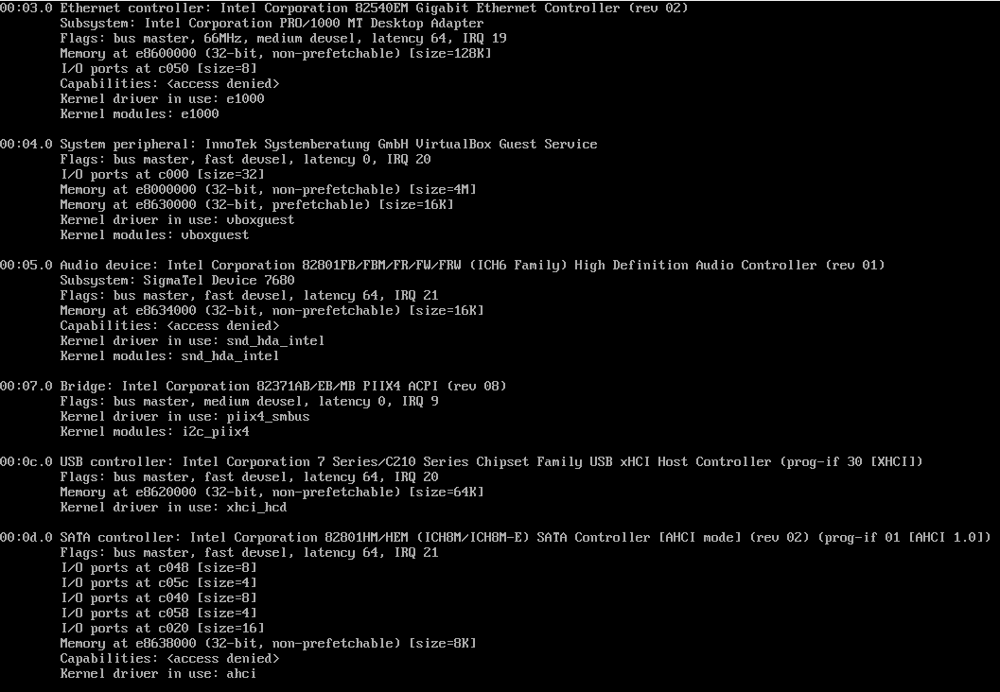 00:03.0 Ethernet controller: Intel Corporation 82540EM Gigabit Ethernet Controller (rev 02)
        Subsystem: Intel Corporation PRO/1000 MT Desktop Adapter
        Flags: bus master, 66MHz, medium devsel, latency 64, IRQ 19
        Memory at e8600000 (32-bit, non-prefetchable) [size=128K]
        I/O ports at c050 [size=8]
        Capabilities: <access denied>
        Kernel driver in use: e1000
        Kernel modules: e1000

00:04.0 System peripheral: InnoTek Systemberatung GmbH VirtualBox Guest Service
        Flags: bus master, fast devsel, latency 0, IRQ 20
        I/O ports at c000 [size=32]
        Memory at e8000000 (32-bit, non-prefetchable) [size=4M]
        Memory at e8630000 (32-bit, prefetchable) [size=16K]
        Kernel driver in use: vboxguest
        Kernel modules: vboxguest

00:05.0 Audio device: Intel Corporation 82801FB/FBM/FR/FW/FRW (ICH6 Family) High Definition Audio Controller (rev 01)
        Subsystem: SigmaTel Device 7680
        Flags: bus master, fast devsel, latency 64, IRQ 21
        Memory at e8634000 (32-bit, non-prefetchable) [size=16K]
        Capabilities: <access denied>
        Kernel driver in use: snd_hda_intel
        Kernel modules: snd_hda_intel

00:07.0 Bridge: Intel Corporation 82371AB/EB/MB PIIX4 ACPI (rev 08)
        Flags: bus master, medium devsel, latency 0, IRQ 9
        Kernel driver in use: piix4_smbus
        Kernel modules: i2c_piix4

00:0c.0 USB controller: Intel Corporation 7 Series/C210 Series Chipset Family USB xHCI Host Controller (prog-if 30 [XHCI])
        Flags: bus master, fast devsel, latency 64, IRQ 20
        Memory at e8620000 (32-bit, non-prefetchable) [size=64K]
        Kernel driver in use: xhci_hcd

00:0d.0 SATA controller: Intel Corporation 82801HM/HEM (ICH8M/ICH8M-E) SATA Controller [AHCI mode] (rev 02) (prog-if 01 [AHCI 1.0])
        Flags: bus master, fast devsel, latency 64, IRQ 21
        I/O ports at c048 [size=8]
        I/O ports at c05c [size=4]
        I/O ports at c040 [size=8]
        I/O ports at c058 [size=4]
        I/O ports at c020 [size=16]
        Memory at e8638000 (32-bit, non-prefetchable) [size=8K]
        Capabilities: <access denied>
        Kernel driver in use: ahci